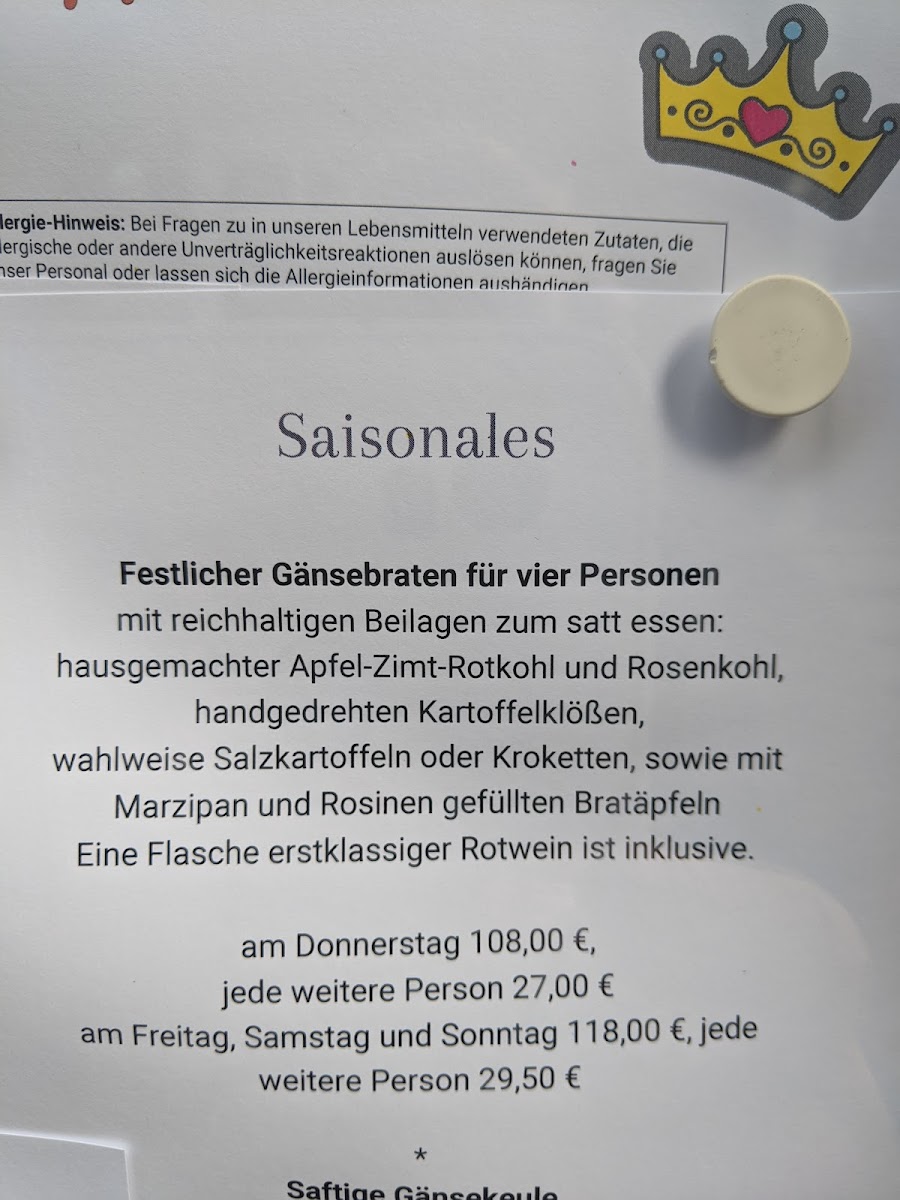 lergie-Hinweis: Bei Fragen zu in unseren Lebensmitteln verwendeten Zutaten, die
lergische oder andere Unverträglichkeitsreaktionen auslösen können, fragen Sie
nser Personal oder lassen sich die Allergieinformationen aushändigen
Saisonales
Festlicher Gänsebraten für vier Personen
mit reichhaltigen Beilagen zum satt essen:
hausgemachter Apfel-Zimt-Rotkohl und Rosenkohl,
handgedrehten Kartoffelklößen,
wahlweise Salzkartoffeln oder Kroketten, sowie mit
Marzipan und Rosinen gefüllten Bratäpfeln
Eine Flasche erstklassiger Rotwein ist inklusive.
am Donnerstag 108,00 €,
jede weitere Person 27,00 €
am Freitag, Samstag und Sonntag 118,00 €, jede
weitere Person 29,50 €
*
Saftige Gänsekeule